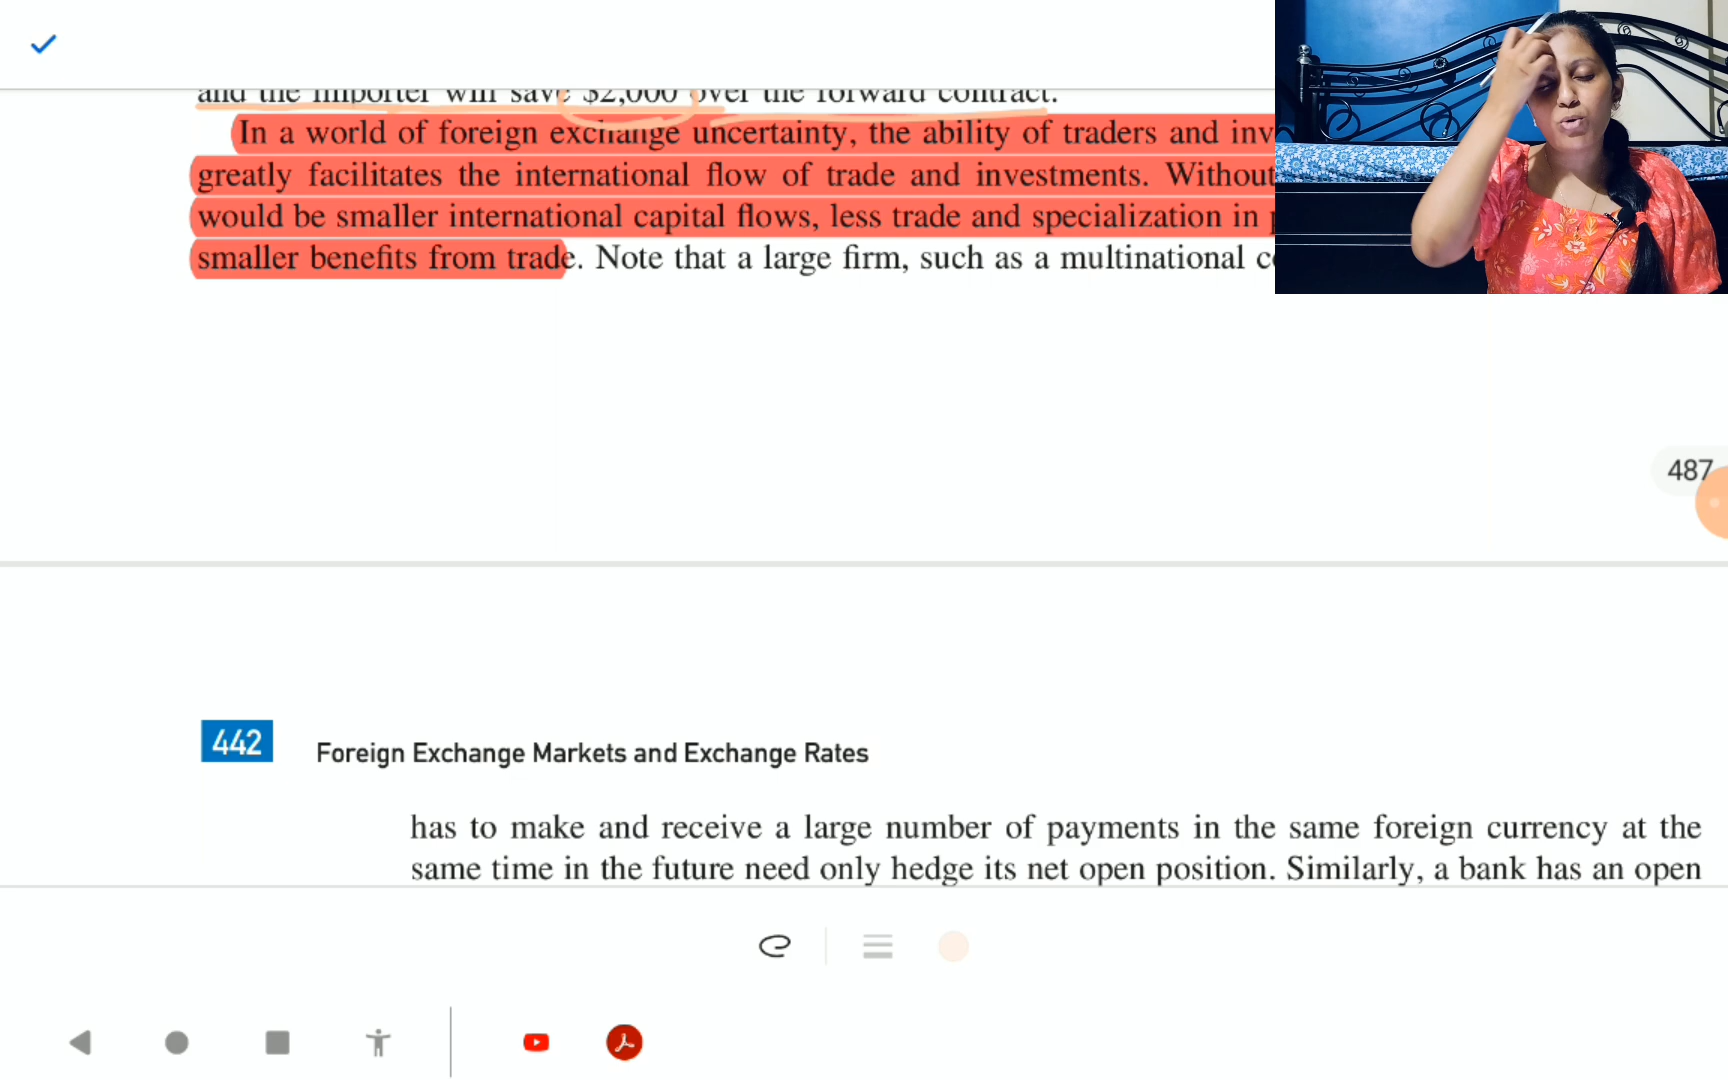 and the importer will save $2,000 over the forward contract.
In a world of foreign exchange uncertainty, the ability of traders and inv
greatly facilitates the international flow of trade and investments. Without
would be smaller international capital flows, less trade and specialization in
smaller benefits from trade. Note that a large firm, such as a multinational c
487
442
Foreign Exchange Markets and Exchange Rates
has to make and receive a large number of payments in the same foreign currency at the
same time in the future need only hedge its net open position. Similarly, a bank has an open